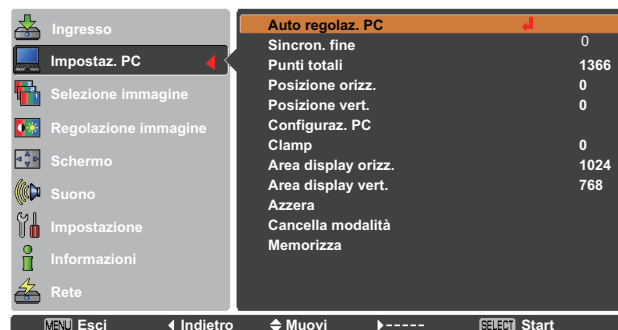 Ingresso
Impostaz. PC
Selezione immagine
Regolazione immagine
Schermo
Suono
Impostazione
Informazioni
Rete
Auto regolaz. PC
Sincron. fine 0
Punti totali 1366
Posizione orizz. 0
Posizione vert. 0
Configuraz. PC
Clamp 0
Area display orizz. 1024
Area display vert. 768
Azzera
Cancella modalità
Memorizza
MENU Esci Indietro Muovi ----- SELECT Start